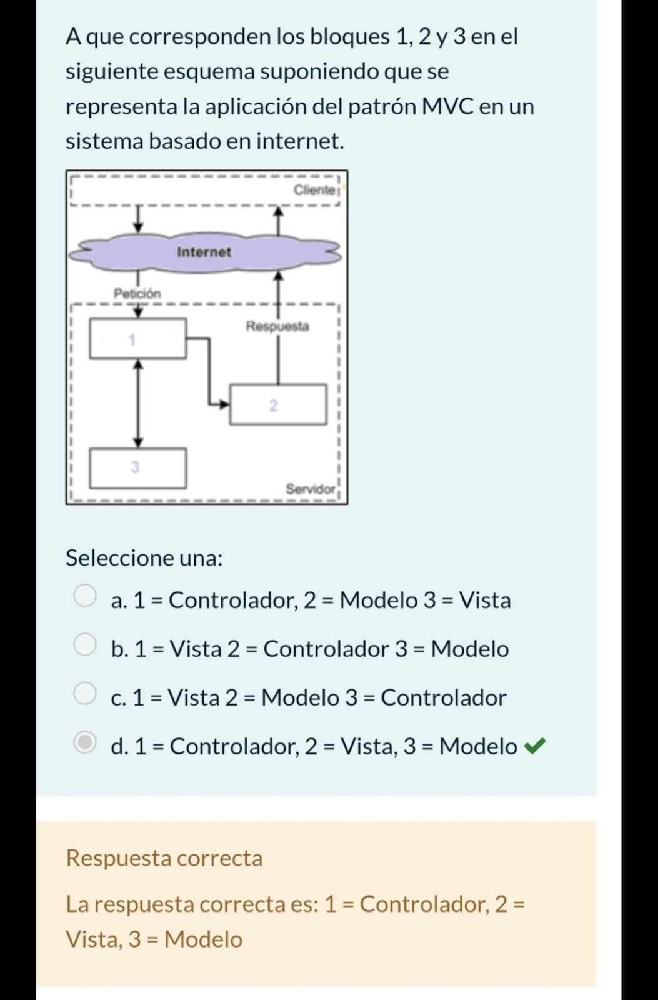 A que corresponden los bloques 1, 2 y 3 en el
siguiente esquema suponiendo que se
representa la aplicación del patrón MVC en un
sistema basado en internet.
Cliente
Internet
Petición
1
Respuesta
2
3
Servidor
Seleccione una:
a. 1 = Controlador, 2 = Modelo 3 = Vista
b. 1 = Vista 2 = Controlador 3 = Modelo
c. 1 = Vista 2 = Modelo 3 = Controlador
d. 1 = Controlador, 2 = Vista, 3 = Modelo
Respuesta correcta
La respuesta correcta es: 1 = Controlador, 2 =
Vista, 3 = Modelo